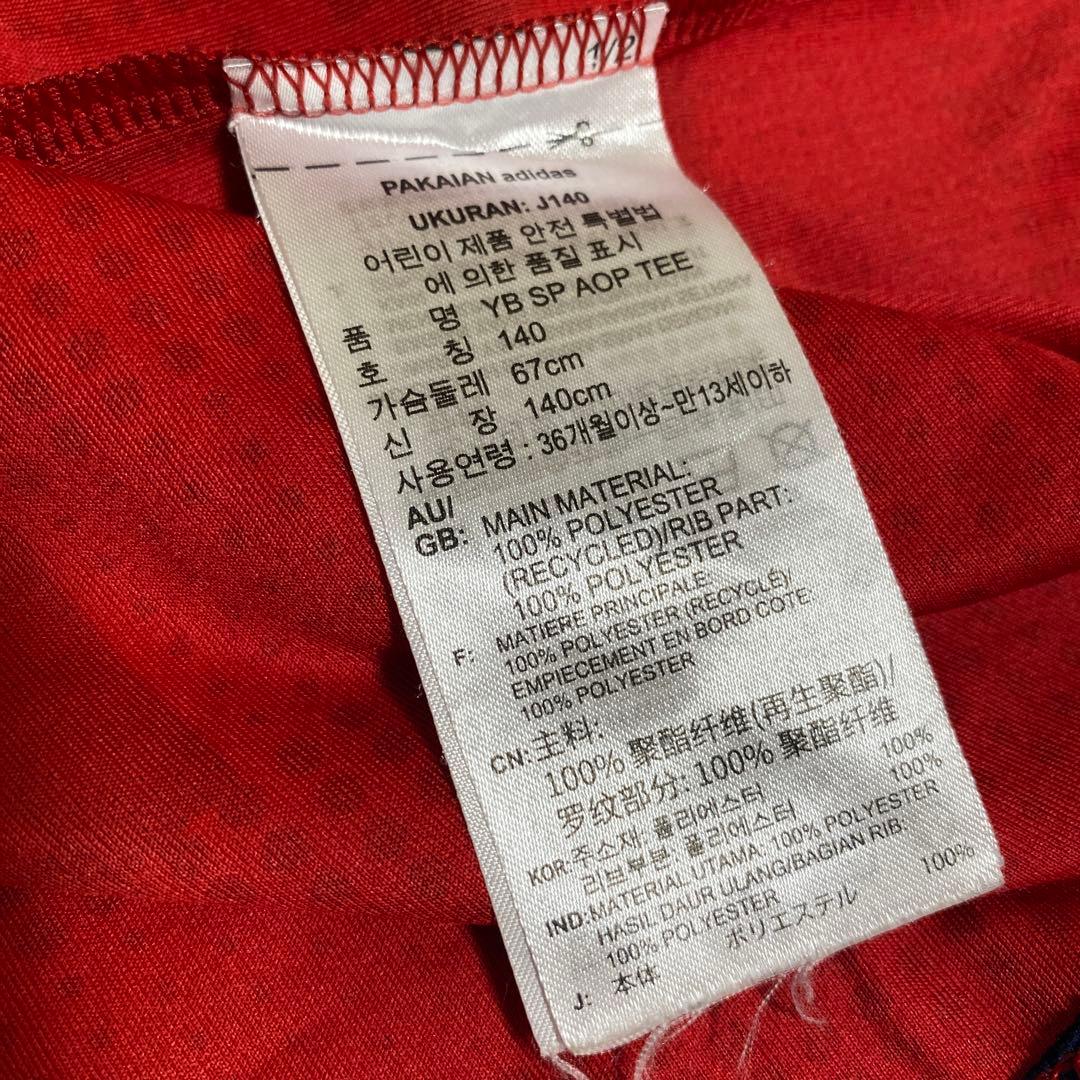 1/2
PAKAIAN adidas
UKURAN: J140
어린이 제품 안전 특별법
에 의한 품질 표시
품 명 YB SP AOP TEE
호 칭 140
가슴둘레 67cm
신 장 140cm
사용연령 : 36개월이상~만13세이하
AU/
GB: MAIN MATERIAL:
100% POLYESTER
(RECYCLED)/RIB PART:
100% POLYESTER
F: MATIERE PRINCIPALE:
100% POLYESTER (RECYCLÉ)/
EMPIECEMENT EN BORD COTE:
100% POLYESTER
CN: 主料:
100% 聚酯纤维(再生聚酯)/
罗纹部分: 100% 聚酯纤维
KOR-주소재: 폴리에스터 100%
리브부분: 폴리에스터 100%
IND: MATERIAL UTAMA, 100% POLYESTER
HASIL DAUR ULANG/BAGIAN RIB:
100% POLYESTER
J: 本体 ポリエステル 100%